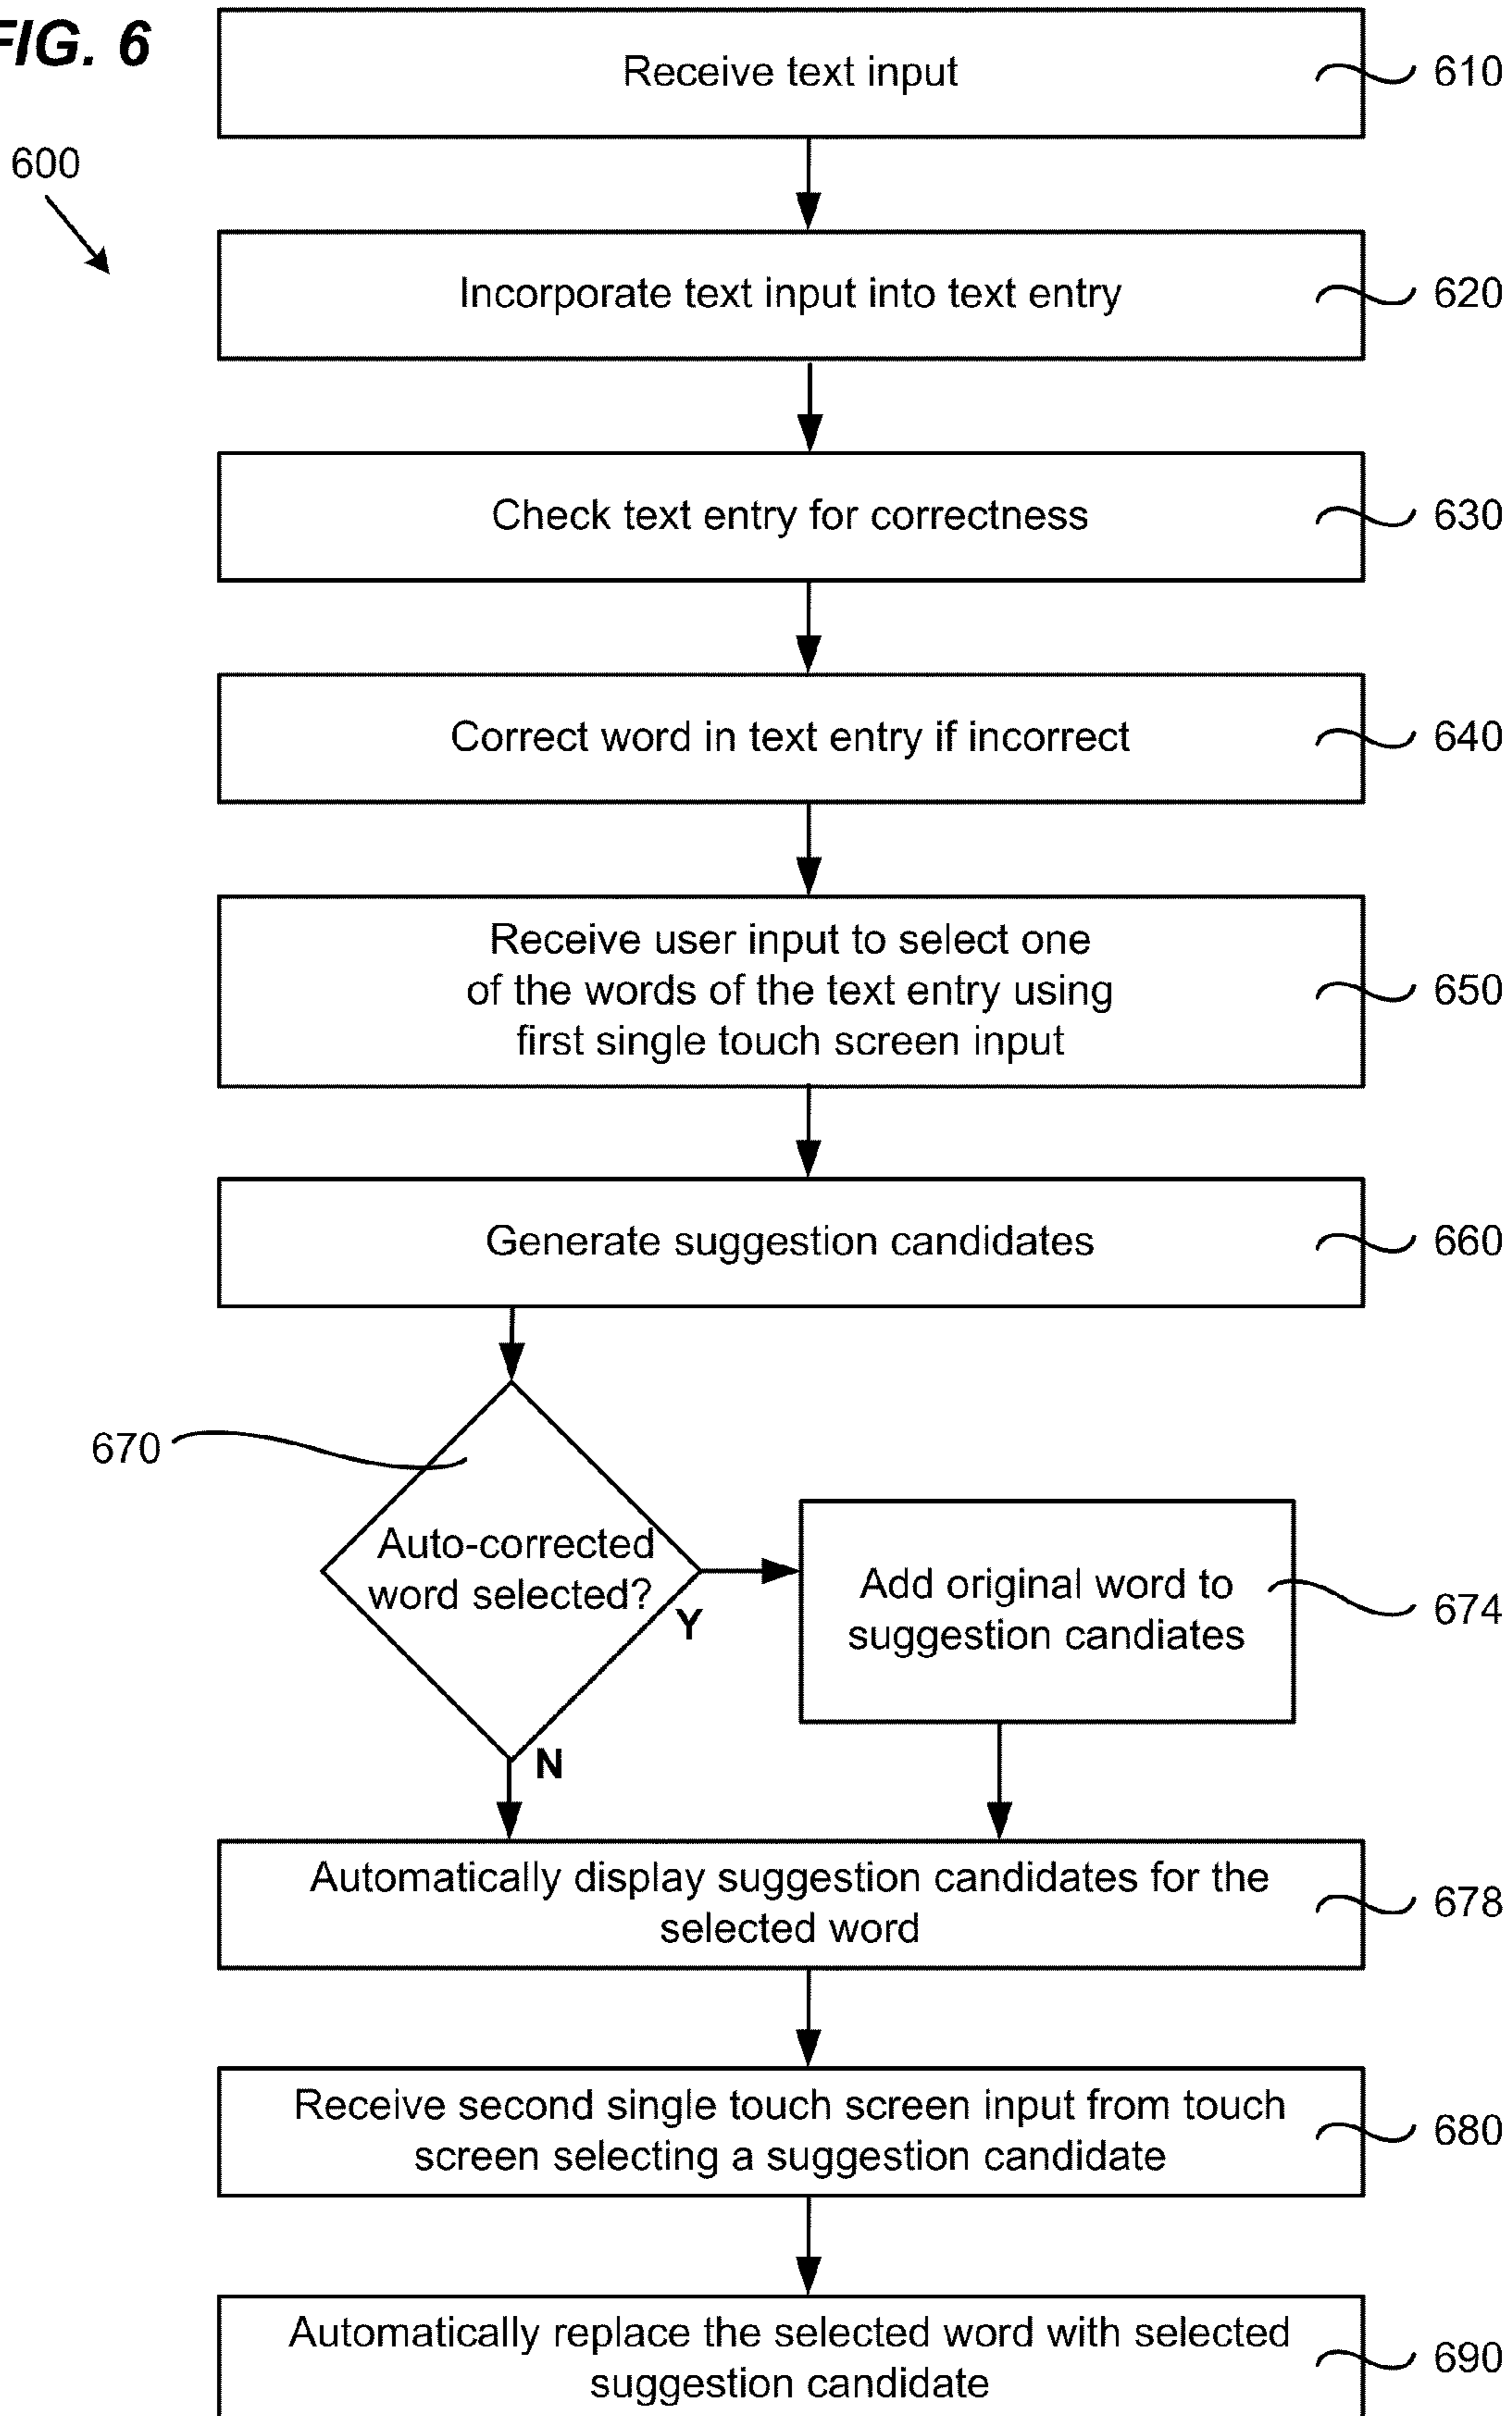 FIG. 6
600
Receive text input
610
Incorporate text input into text entry
620
Check text entry for correctness
630
Correct word in text entry if incorrect
640
Receive user input to select one
of the words of the text entry using
first single touch screen input
650
Generate suggestion candidates
660
670
Auto-corrected
word selected?
Y
N
Add original word to
suggestion candiates
674
Automatically display suggestion candidates for the
selected word
678
Receive second single touch screen input from touch
screen selecting a suggestion candidate
680
Automatically replace the selected word with selected
suggestion candidate
690